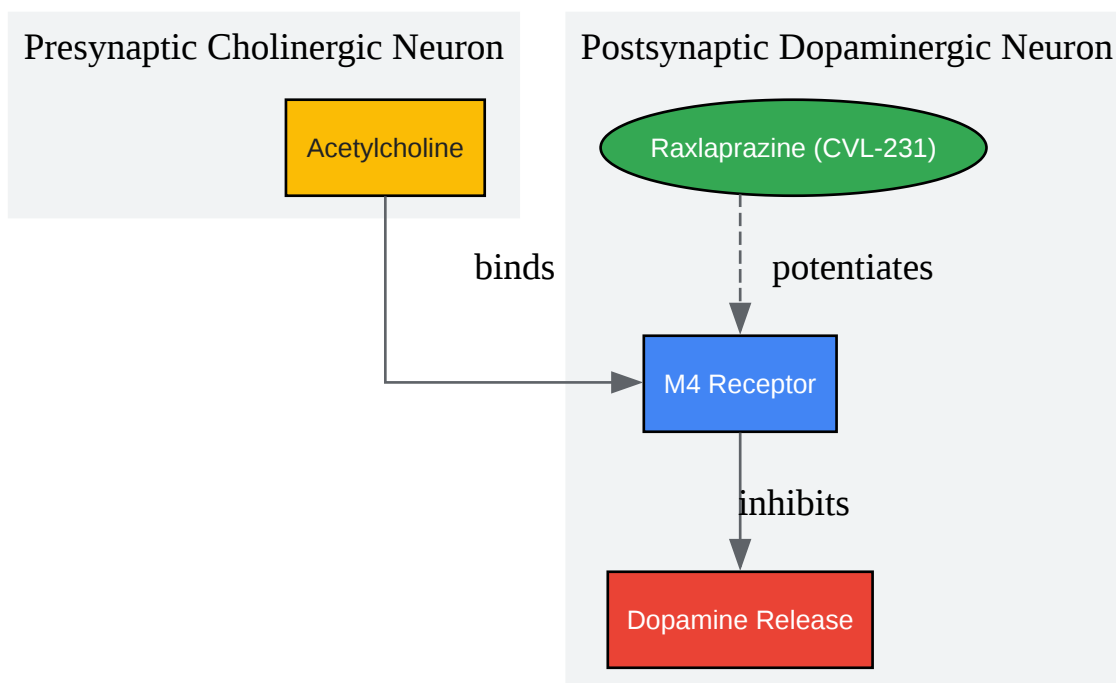 Presynaptic Cholinergic Neuron
Postsynaptic Dopaminergic Neuron
Acetylcholine
Raxlaprazine (CVL-231)
binds
potentiates
M4 Receptor
inhibits
Dopamine Release